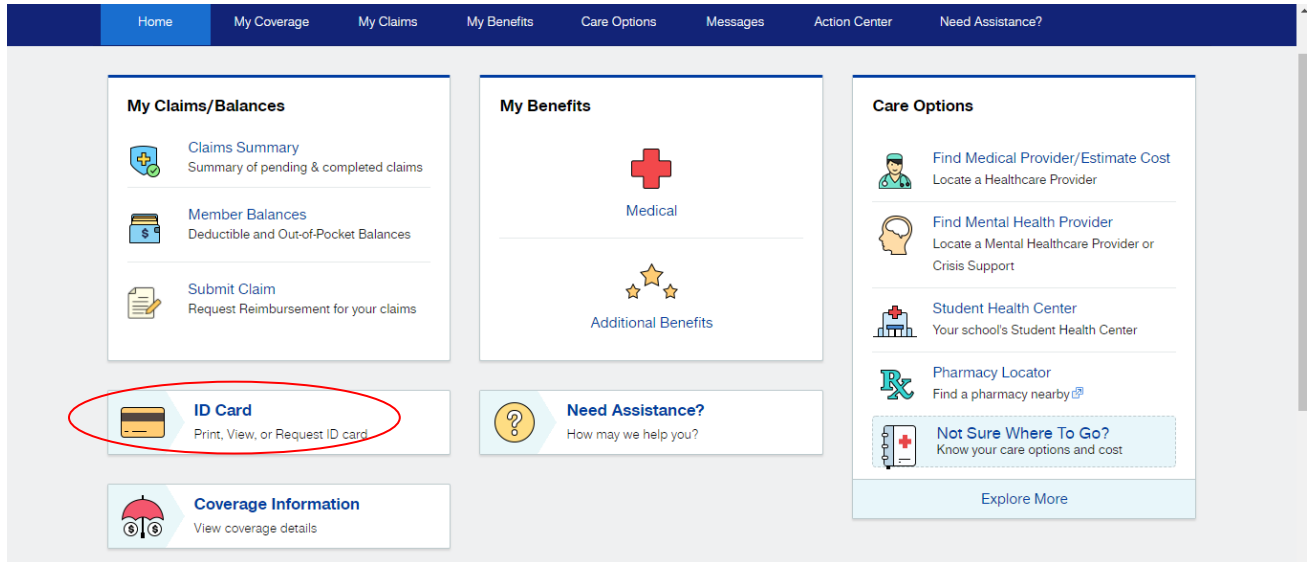 Home My Coverage My Claims My Benefits Care Options Messages Action Center Need Assistance?
My Claims/Balances
Claims Summary
Summary of pending & completed claims
Member Balances
$
Deductible and Out-of-Pocket Balances
Submit Claim
Request Reimbursement for your claims
My Benefits
Medical
Additional Benefits
Care Options
Find Medical Provider/Estimate Cost
Locate a Healthcare Provider
Find Mental Health Provider
Locate a Mental Healthcare Provider or
Crisis Support
Student Health Center
Your school's Student Health Center
Rx
Pharmacy Locator
Find a pharmacy nearby
Not Sure Where To Go?
Know your care options and cost
Explore More
ID Card
Print, View, or Request ID card
?
Need Assistance?
How may we help you?
$ $
Coverage Information
View coverage details